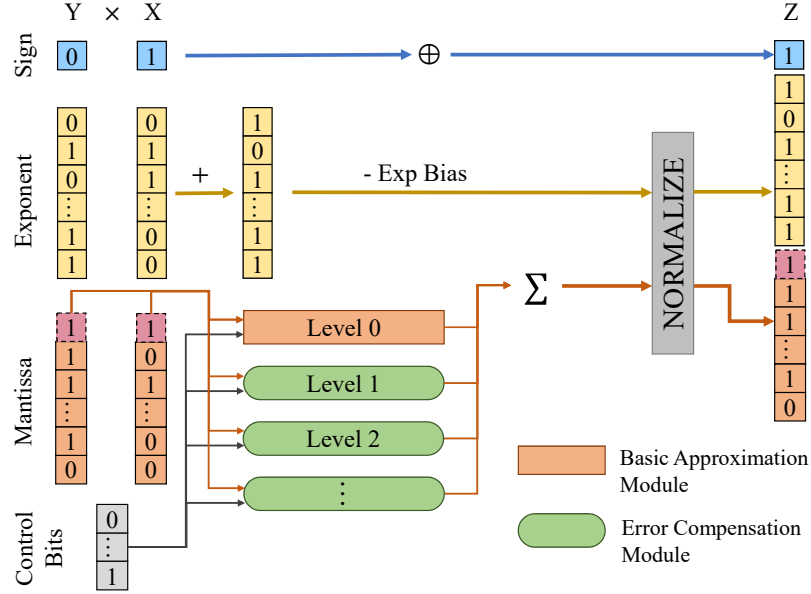 Y × X Z
Sign
0 1 ⊕ 1
Exponent
0 0 1 1
1 1 0 0
0 1 1 1
⋮ ⋮ ⋮ ⋮
1 0 1 1
1 0 1 1
+
- Exp Bias
NORMALIZE
Mantissa
1 1 1
1 0 1
1 1 1
⋮ ⋮ ⋮
1 0 1
0 0 0
Level 0
Level 1
Level 2
⋮
Σ
Control
Bits
0
⋮
1
Basic Approximation
Module
Error Compensation
Module